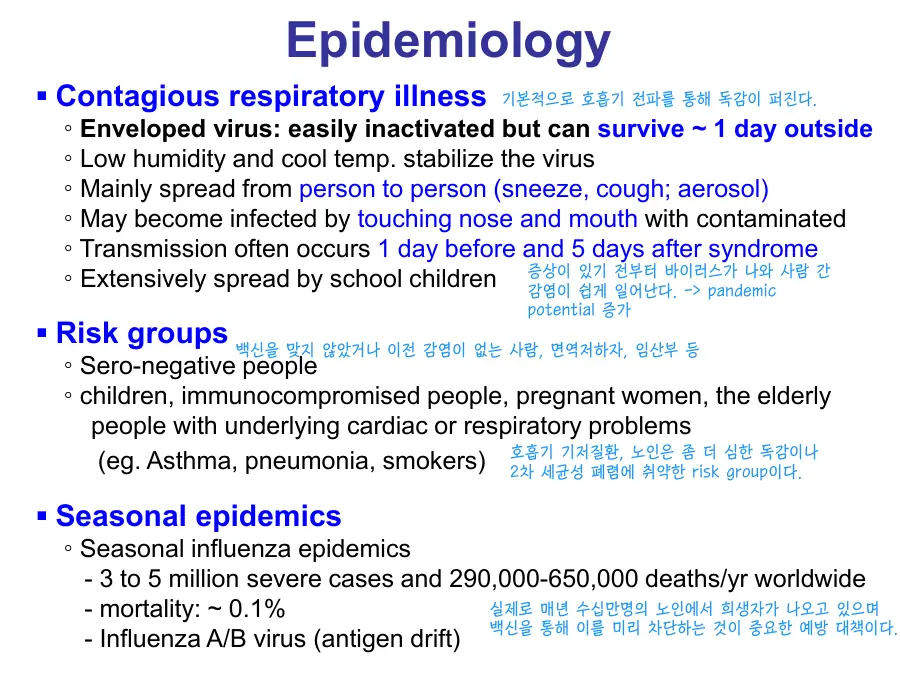 Epidemiology
▪ Contagious respiratory illness 기본적으로 호흡기 전파를 통해 독감이 퍼진다.
◦ Enveloped virus: easily inactivated but can survive ~ 1 day outside
◦ Low humidity and cool temp. stabilize the virus
◦ Mainly spread from person to person (sneeze, cough; aerosol)
◦ May become infected by touching nose and mouth with contaminated
◦ Transmission often occurs 1 day before and 5 days after syndrome
◦ Extensively spread by school children
증상이 있기 전부터 바이러스가 나와 사람 간
감염이 쉽게 일어난다. -> pandemic
potential 증가
▪ Risk groups
백신을 맞지 않았거나 이전 감염이 없는 사람, 면역저하자, 임산부 등
◦ Sero-negative people
◦ children, immunocompromised people, pregnant women, the elderly
people with underlying cardiac or respiratory problems
(eg. Asthma, pneumonia, smokers)
호흡기 기저질환, 노인은 좀 더 심한 독감이나
2차 세균성 폐렴에 취약한 risk group이다.
▪ Seasonal epidemics
◦ Seasonal influenza epidemics
- 3 to 5 million severe cases and 290,000-650,000 deaths/yr worldwide
- mortality: ~ 0.1%
- Influenza A/B virus (antigen drift)
실제로 매년 수십만명의 노인에서 희생자가 나오고 있으며
백신을 통해 이를 미리 차단하는 것이 중요한 예방 대책이다.